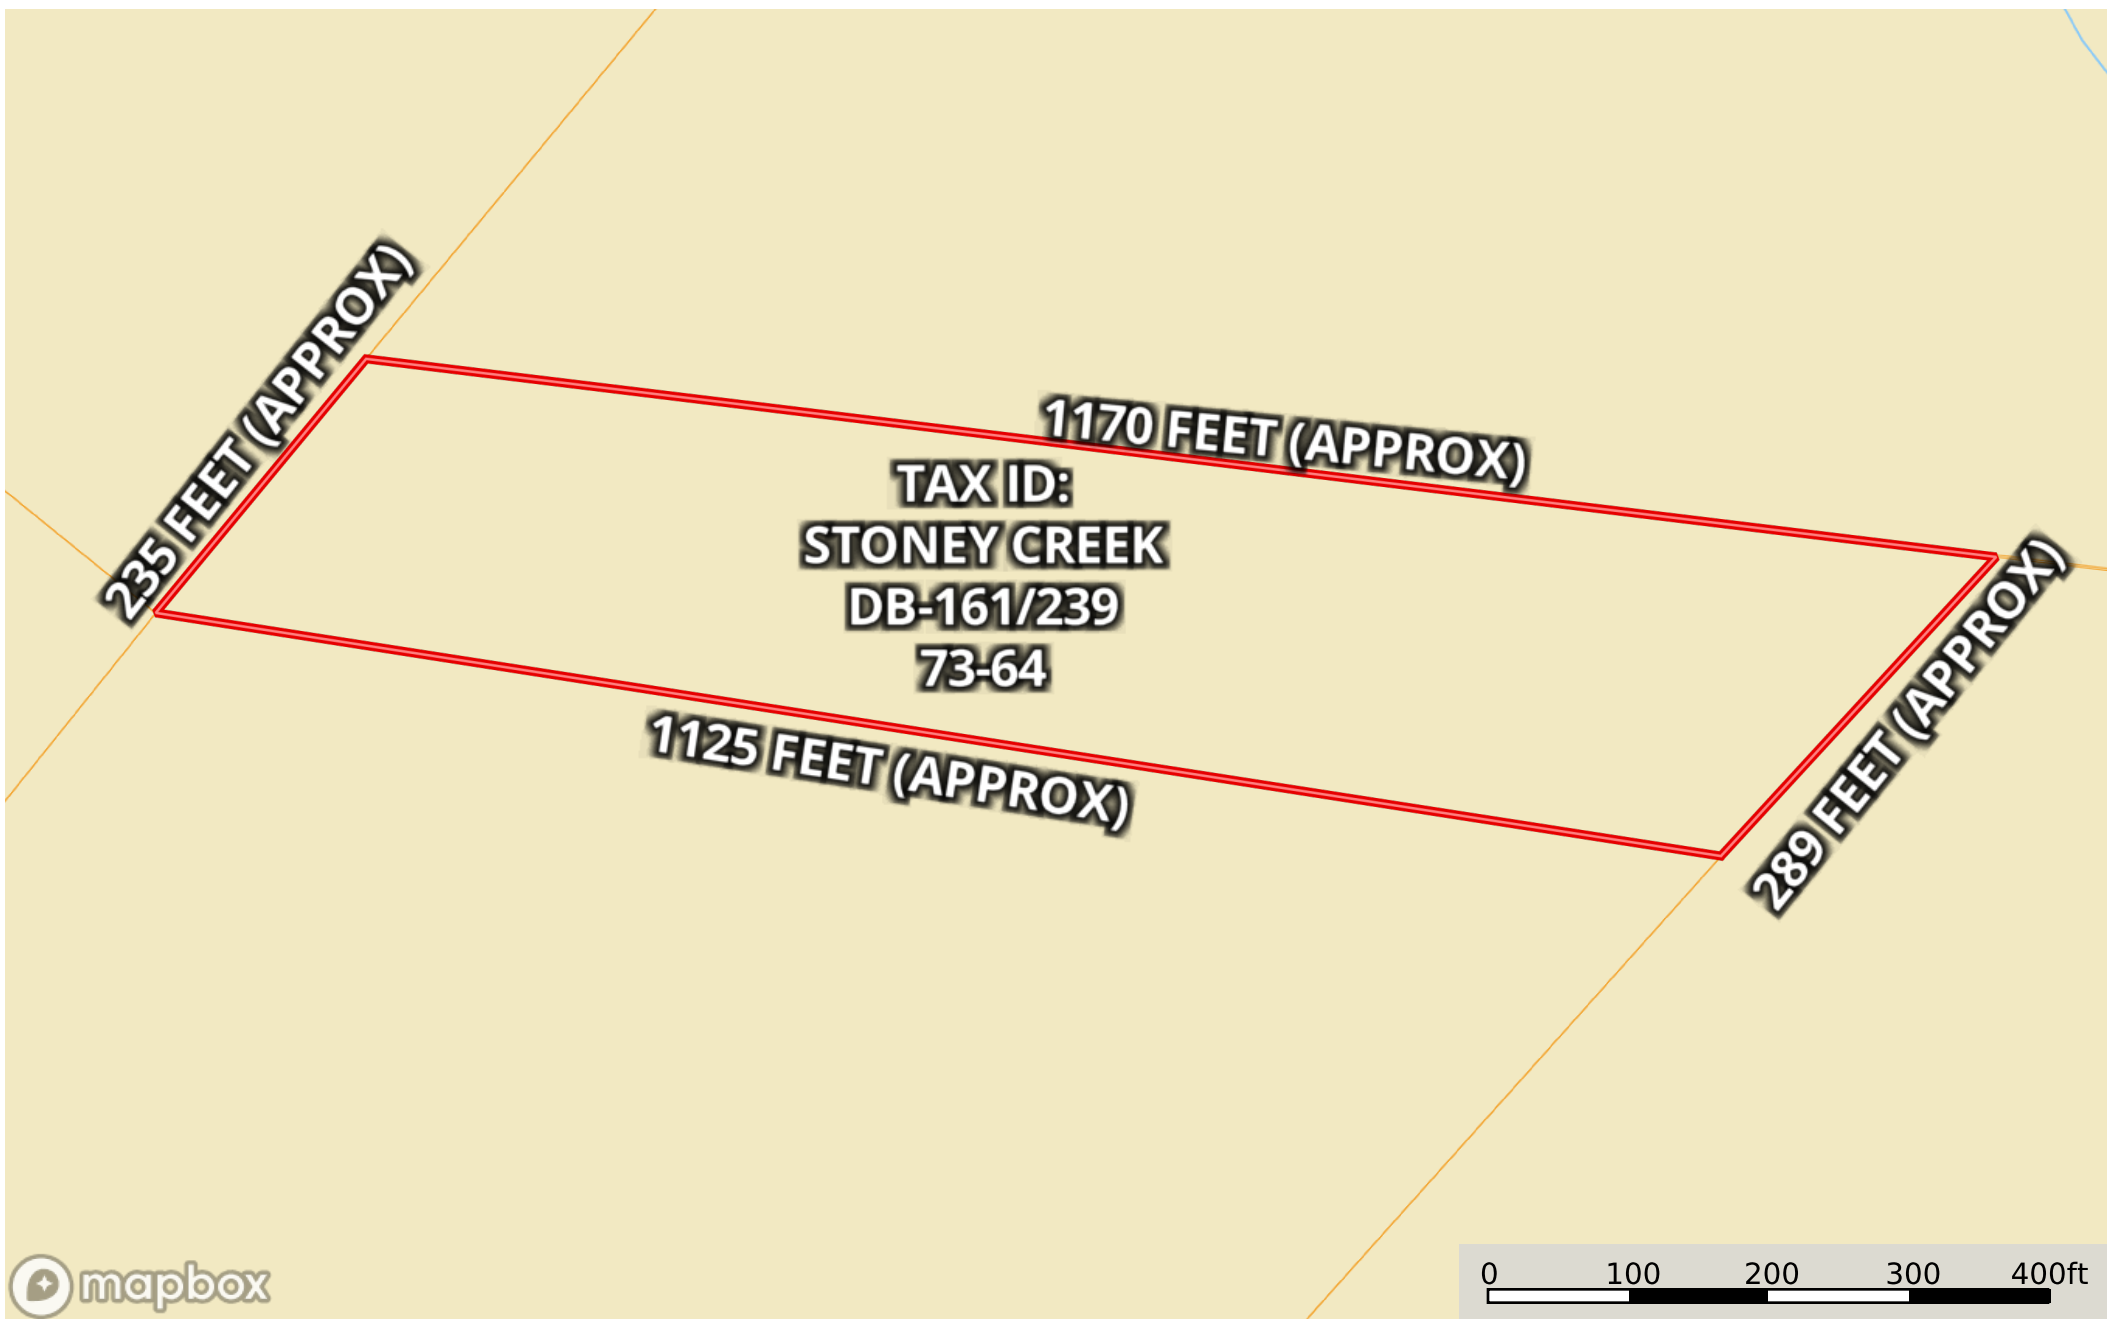 235 FEET (APPROX)
1170 FEET (APPROX)
TAX ID:
STONEY CREEK
DB-161/239
73-64
1125 FEET (APPROX)
289 FEET (APPROX)
mapbox
0 100 200 300 400ft